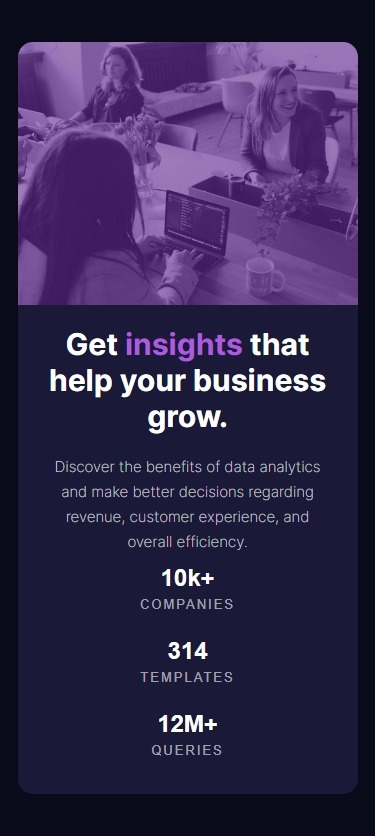 Get insights that
help your business
grow.
Discover the benefits of data analytics
and make better decisions regarding
revenue, customer experience, and
overall efficiency.
10k+
COMPANIES
314
TEMPLATES
12M+
QUERIES